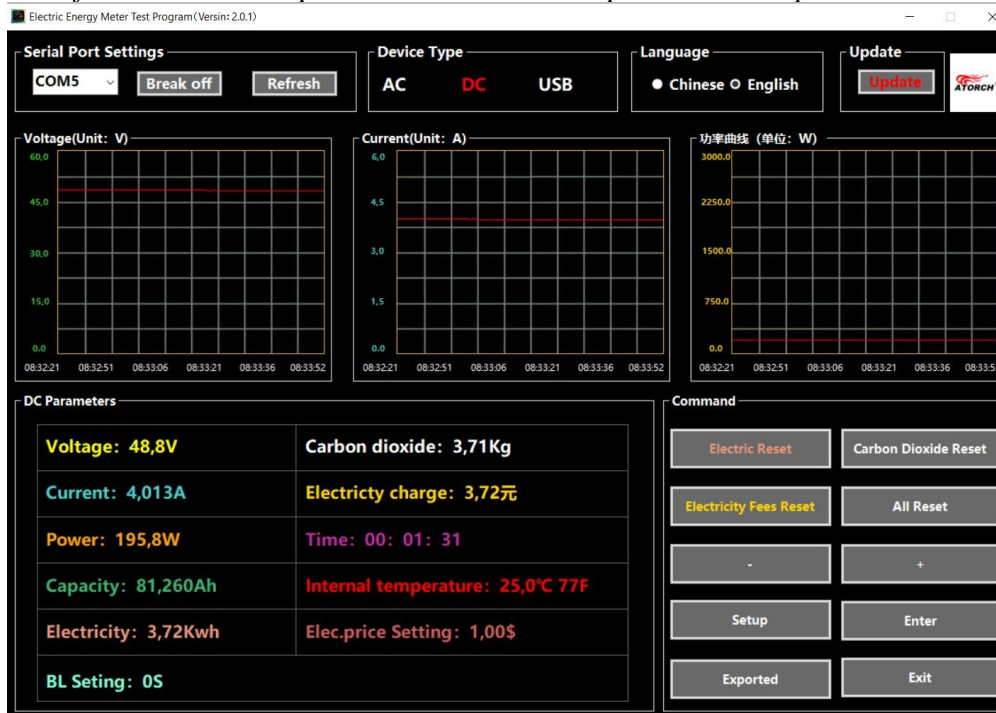 Electric Energy Meter Test Program(Versin: 2.0.1)
Serial Port Settings
COM5 Break off Refresh
Device Type
AC DC USB
Language
Chinese English
Update
Update
ATORCH
Voltage(Unit: V)
60,0
45,0
30,0
15,0
0.0
08:32:21 08:32:51 08:33:06 08:33:21 08:33:36 08:33:52
Current(Unit: A)
6,0
4,5
3,0
1,5
0.0
08:32:21 08:32:51 08:33:06 08:33:21 08:33:36 08:33:52
功率曲线 (单位: W)
3000.0
2250.0
1500.0
750.0
0.0
08:32:21 08:32:51 08:33:06 08:33:21 08:33:36 08:33:5
DC Parameters
Voltage: 48,8V
Carbon dioxide: 3,71Kg
Current: 4,013A
Electricty charge: 3,72元
Power: 195,8W
Time: 00: 01: 31
Capacity: 81,260Ah
Internal temperature: 25,0℃ 77F
Electricity: 3,72Kwh
Elec.price Setting: 1,00$
BL Seting: 0S
Command
Electric Reset
Carbon Dioxide Reset
Electricity Fees Reset
All Reset
-
+
Setup
Enter
Exported
Exit